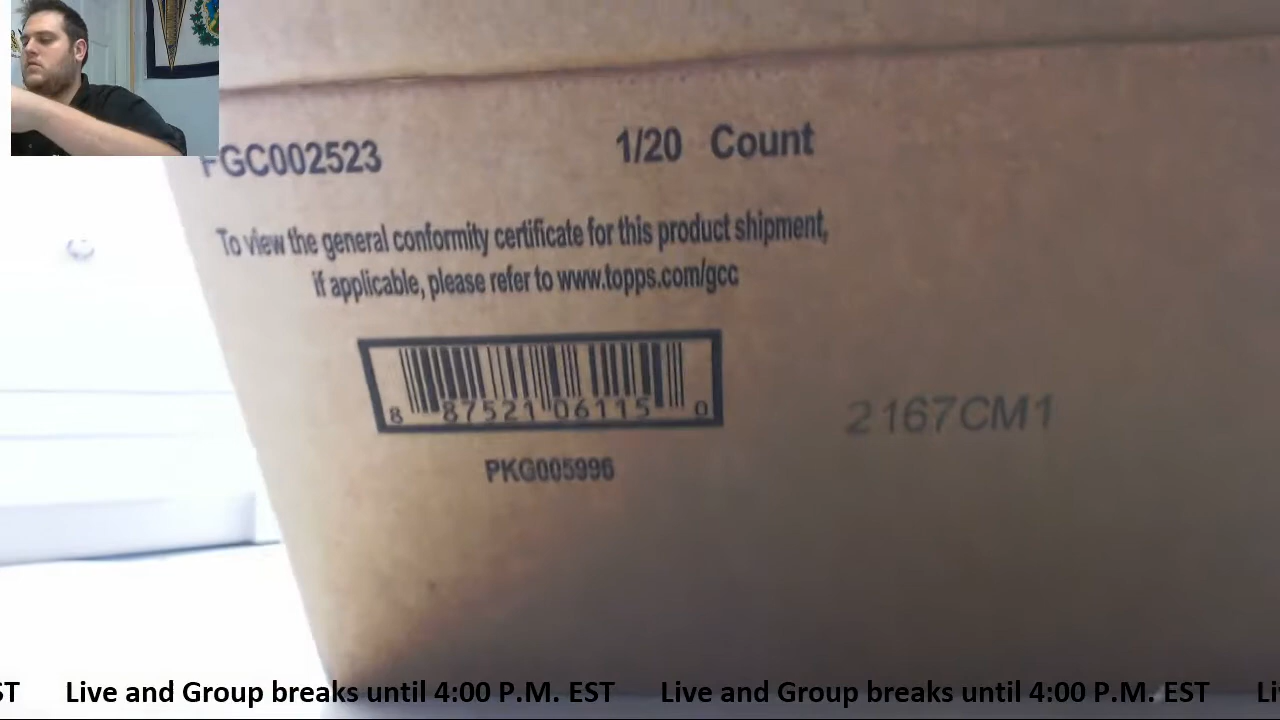 FGC002523
1/20 Count
To view the general conformity certificate for this product shipment,
if applicable, please refer to www.topps.com/gcc
8 87521 06115 0
PKG005996
2167CM1
ST Live and Group breaks until 4:00 P.M. EST Live and Group breaks until 4:00 P.M. EST Li